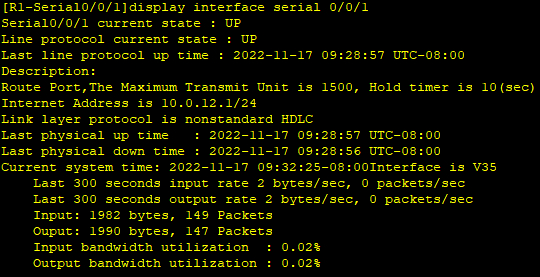 [R1-Serial0/0/1]display interface serial 0/0/1
Serial0/0/1 current state : UP
Line protocol current state : UP
Last line protocol up time : 2022-11-17 09:28:57 UTC-08:00
Description:
Route Port,The Maximum Transmit Unit is 1500, Hold timer is 10(sec)
Internet Address is 10.0.12.1/24
Link layer protocol is nonstandard HDLC
Last physical up time   : 2022-11-17 09:28:57 UTC-08:00
Last physical down time : 2022-11-17 09:28:56 UTC-08:00
Current system time: 2022-11-17 09:32:25-08:00Interface is V35
    Last 300 seconds input rate 2 bytes/sec, 0 packets/sec
    Last 300 seconds output rate 2 bytes/sec, 0 packets/sec
    Input: 1982 bytes, 149 Packets
    Ouput: 1990 bytes, 147 Packets
    Input bandwidth utilization  : 0.02%
    Output bandwidth utilization : 0.02%